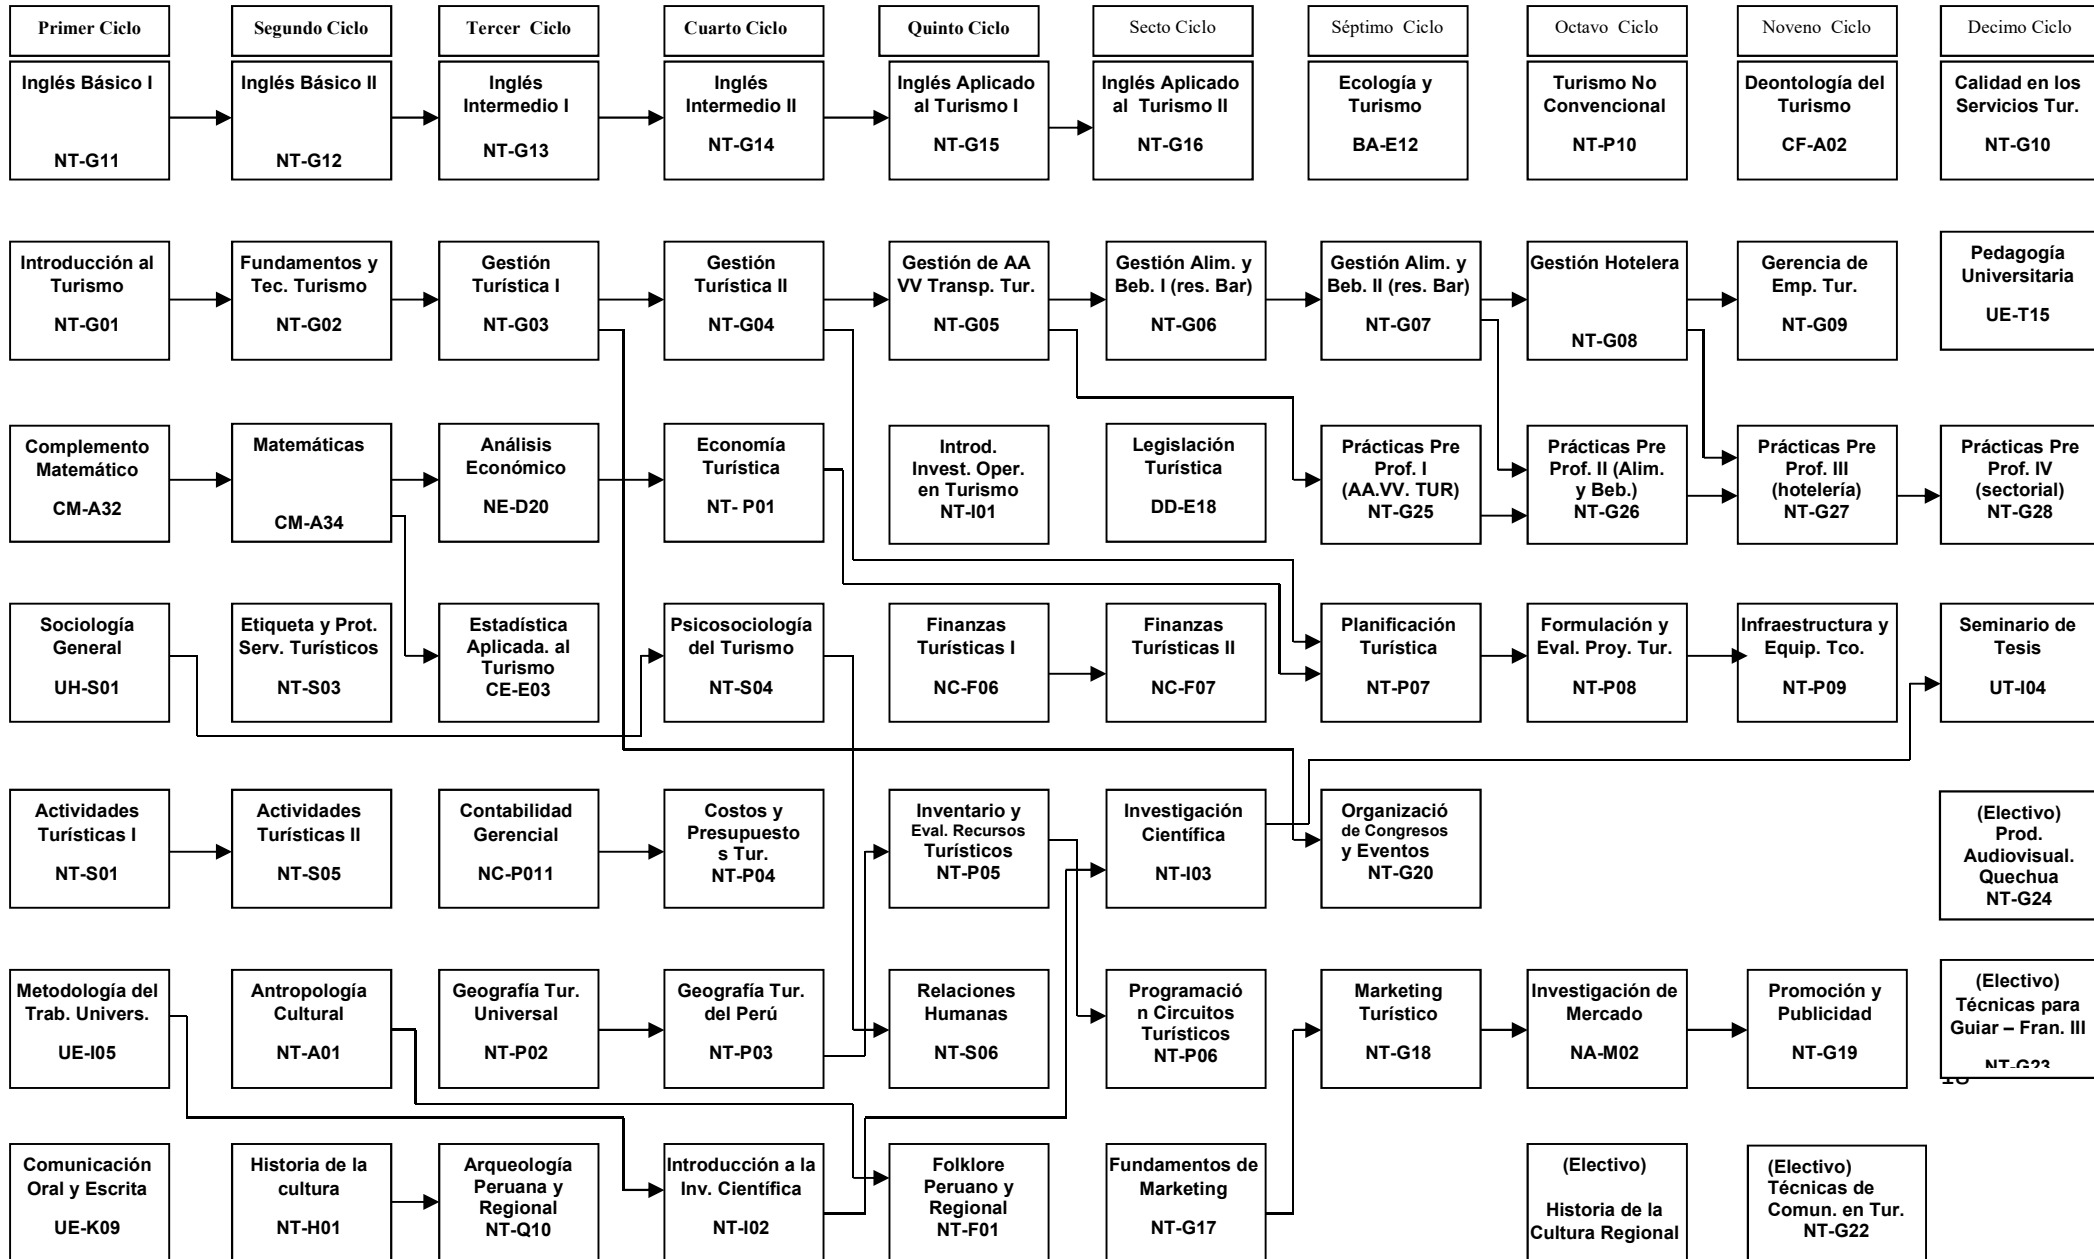 Primer Ciclo
Segundo Ciclo
Tercer Ciclo
Cuarto Ciclo
Quinto Ciclo
Secto Ciclo
Séptimo Ciclo
Octavo Ciclo
Noveno Ciclo
Decimo Ciclo
Inglés Básico I
NT-G11
Inglés Básico II
NT-G12
Inglés
Intermedio I
NT-G13
Inglés
Intermedio II
NT-G14
Inglés Aplicado
al Turismo I
NT-G15
Inglés Aplicado
al Turismo II
NT-G16
Ecología y
Turismo
BA-E12
Turismo No
Convencional
NT-P10
Deontología del
Turismo
CF-A02
Calidad en los
Servicios Tur.
NT-G10
Introducción al
Turismo
NT-G01
Fundamentos y
Tec. Turismo
NT-G02
Gestión
Turística I
NT-G03
Gestión
Turística II
NT-G04
Gestión de AA
VV Transp. Tur.
NT-G05
Gestión Alim. y
Beb. I (res. Bar)
NT-G06
Gestión Alim. y
Beb. II (res. Bar)
NT-G07
Gestión Hotelera
NT-G08
Gerencia de
Emp. Tur.
NT-G09
Pedagogía
Universitaria
UE-T15
Complemento
Matemático
CM-A32
Matemáticas
CM-A34
Análisis
Económico
NE-D20
Economía
Turística
NT- P01
Introd.
Invest. Oper.
en Turismo
NT-I01
Legislación
Turística
DD-E18
Prácticas Pre
Prof. I
(AA.VV. TUR)
NT-G25
Prácticas Pre
Prof. II (Alim.
y Beb.)
NT-G26
Prácticas Pre
Prof. III
(hotelería)
NT-G27
Prácticas Pre
Prof. IV
(sectorial)
NT-G28
Sociología
General
UH-S01
Etiqueta y Prot.
Serv. Turísticos
NT-S03
Estadística
Aplicada. al
Turismo
CE-E03
Psicosociología
del Turismo
NT-S04
Finanzas
Turísticas I
NC-F06
Finanzas
Turísticas II
NC-F07
Planificación
Turística
NT-P07
Formulación y
Eval. Proy. Tur.
NT-P08
Infraestructura y
Equip. Tco.
NT-P09
Seminario de
Tesis
UT-I04
Actividades
Turísticas I
NT-S01
Actividades
Turísticas II
NT-S05
Contabilidad
Gerencial
NC-P011
Costos y
Presupuesto
s Tur.
NT-P04
Inventario y
Eval. Recursos
Turísticos
NT-P05
Investigación
Científica
NT-I03
Organizació
de Congresos
y Eventos
NT-G20
(Electivo)
Prod.
Audiovisual.
Quechua
NT-G24
Metodología del
Trab. Univers.
UE-I05
Antropología
Cultural
NT-A01
Geografía Tur.
Universal
NT-P02
Geografía Tur.
del Perú
NT-P03
Relaciones
Humanas
NT-S06
Programació
n Circuitos
Turísticos
NT-P06
Marketing
Turístico
NT-G18
Investigación de
Mercado
NA-M02
Promoción y
Publicidad
NT-G19
(Electivo)
Técnicas para
Guiar – Fran. III
NT-G23
Comunicación
Oral y Escrita
UE-K09
Historia de la
cultura
NT-H01
Arqueología
Peruana y
Regional
NT-Q10
Introducción a la
Inv. Científica
NT-I02
Folklore
Peruano y
Regional
NT-F01
Fundamentos de
Marketing
NT-G17
(Electivo)
Historia de la
Cultura Regional
(Electivo)
Técnicas de
Comun. en Tur.
NT-G22